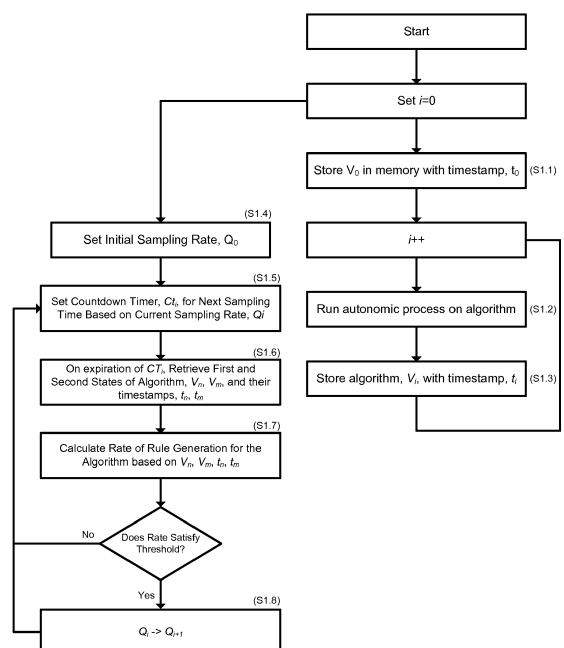 Start
Set i=0
Store V₀ in memory with timestamp, t₀
(S1.1)
i++
Run autonomic process on algorithm
(S1.2)
Store algorithm, Vᵢ, with timestamp, tᵢ
(S1.3)
(S1.4)
Set Initial Sampling Rate, Q₀
(S1.5)
Set Countdown Timer, Ctᵢ, for Next Sampling
Time Based on Current Sampling Rate, Qi
(S1.6)
On expiration of CTᵢ, Retrieve First and
Second States of Algorithm, Vₙ, Vₘ, and their
timestamps, tₙ, tₘ
(S1.7)
Calculate Rate of Rule Generation for the
Algorithm based on Vₙ, Vₘ, tₙ, tₘ
Does Rate Satisfy
Threshold?
No
Yes
(S1.8)
Qᵢ -> Qᵢ₊₁